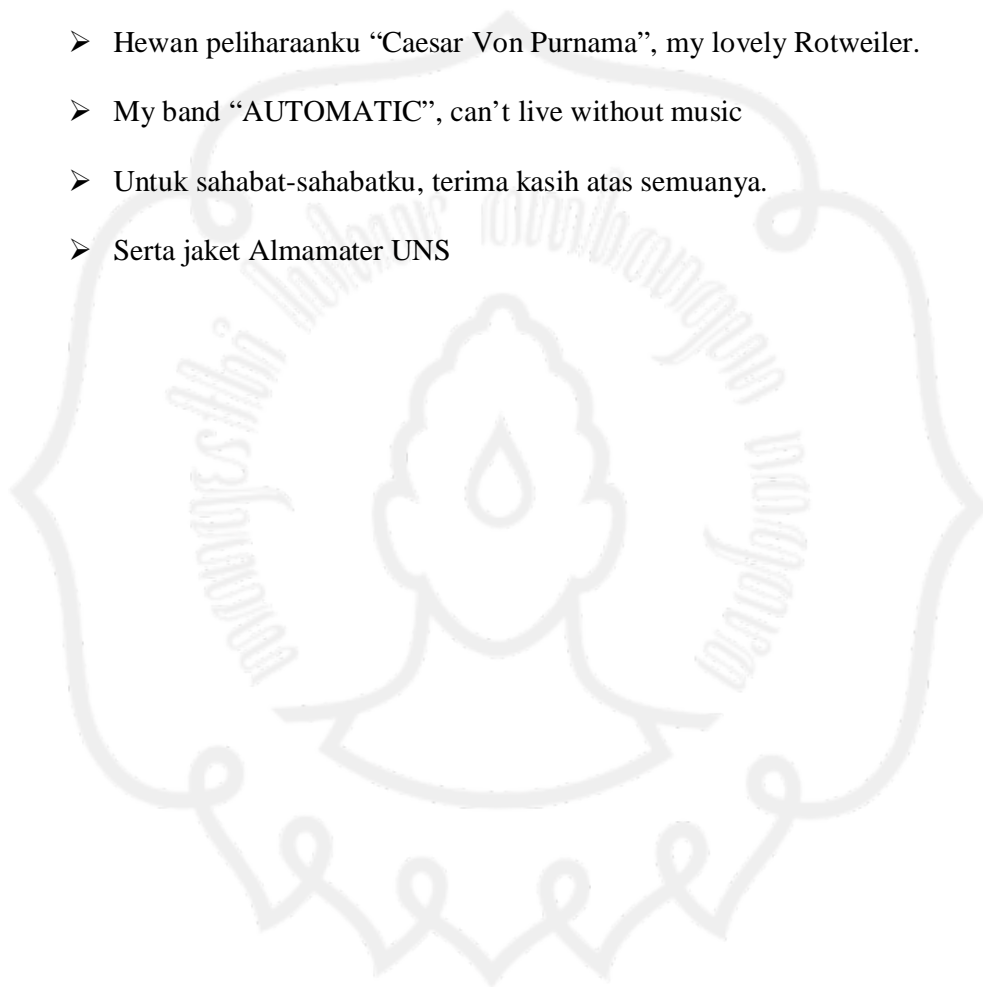 ➢ Hewan peliharaanku “Caesar Von Purnama”, my lovely Rotweiler.
➢ My band “AUTOMATIC”, can’t live without music
➢ Untuk sahabat-sahabatku, terima kasih atas semuanya.
➢ Serta jaket Almamater UNS